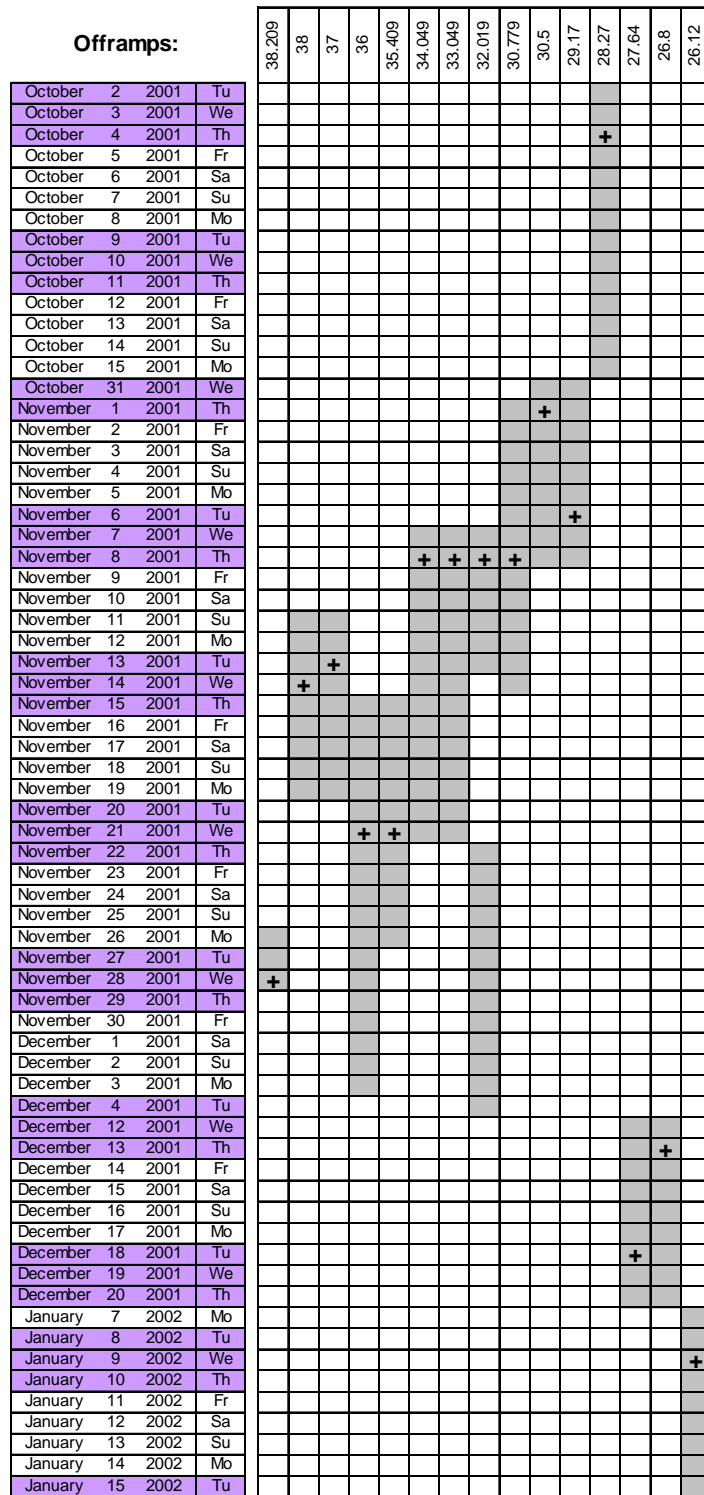 Offramps: 38.209 38 37 36 35.409 34.049 33.049 32.019 30.779 30.5 29.17 28.27 27.64 26.8 26.12
October 2 2001 Tu
October 3 2001 We
October 4 2001 Th +
October 5 2001 Fr
October 6 2001 Sa
October 7 2001 Su
October 8 2001 Mo
October 9 2001 Tu
October 10 2001 We
October 11 2001 Th
October 12 2001 Fr
October 13 2001 Sa
October 14 2001 Su
October 15 2001 Mo
October 31 2001 We
November 1 2001 Th +
November 2 2001 Fr
November 3 2001 Sa
November 4 2001 Su
November 5 2001 Mo
November 6 2001 Tu +
November 7 2001 We
November 8 2001 Th + + + +
November 9 2001 Fr
November 10 2001 Sa
November 11 2001 Su
November 12 2001 Mo
November 13 2001 Tu +
November 14 2001 We +
November 15 2001 Th
November 16 2001 Fr
November 17 2001 Sa
November 18 2001 Su
November 19 2001 Mo
November 20 2001 Tu
November 21 2001 We + +
November 22 2001 Th
November 23 2001 Fr
November 24 2001 Sa
November 25 2001 Su
November 26 2001 Mo
November 27 2001 Tu
November 28 2001 We +
November 29 2001 Th
November 30 2001 Fr
December 1 2001 Sa
December 2 2001 Su
December 3 2001 Mo
December 4 2001 Tu
December 12 2001 We
December 13 2001 Th +
December 14 2001 Fr
December 15 2001 Sa
December 16 2001 Su
December 17 2001 Mo
December 18 2001 Tu +
December 19 2001 We
December 20 2001 Th
January 7 2002 Mo
January 8 2002 Tu
January 9 2002 We +
January 10 2002 Th
January 11 2002 Fr
January 12 2002 Sa
January 13 2002 Su
January 14 2002 Mo
January 15 2002 Tu